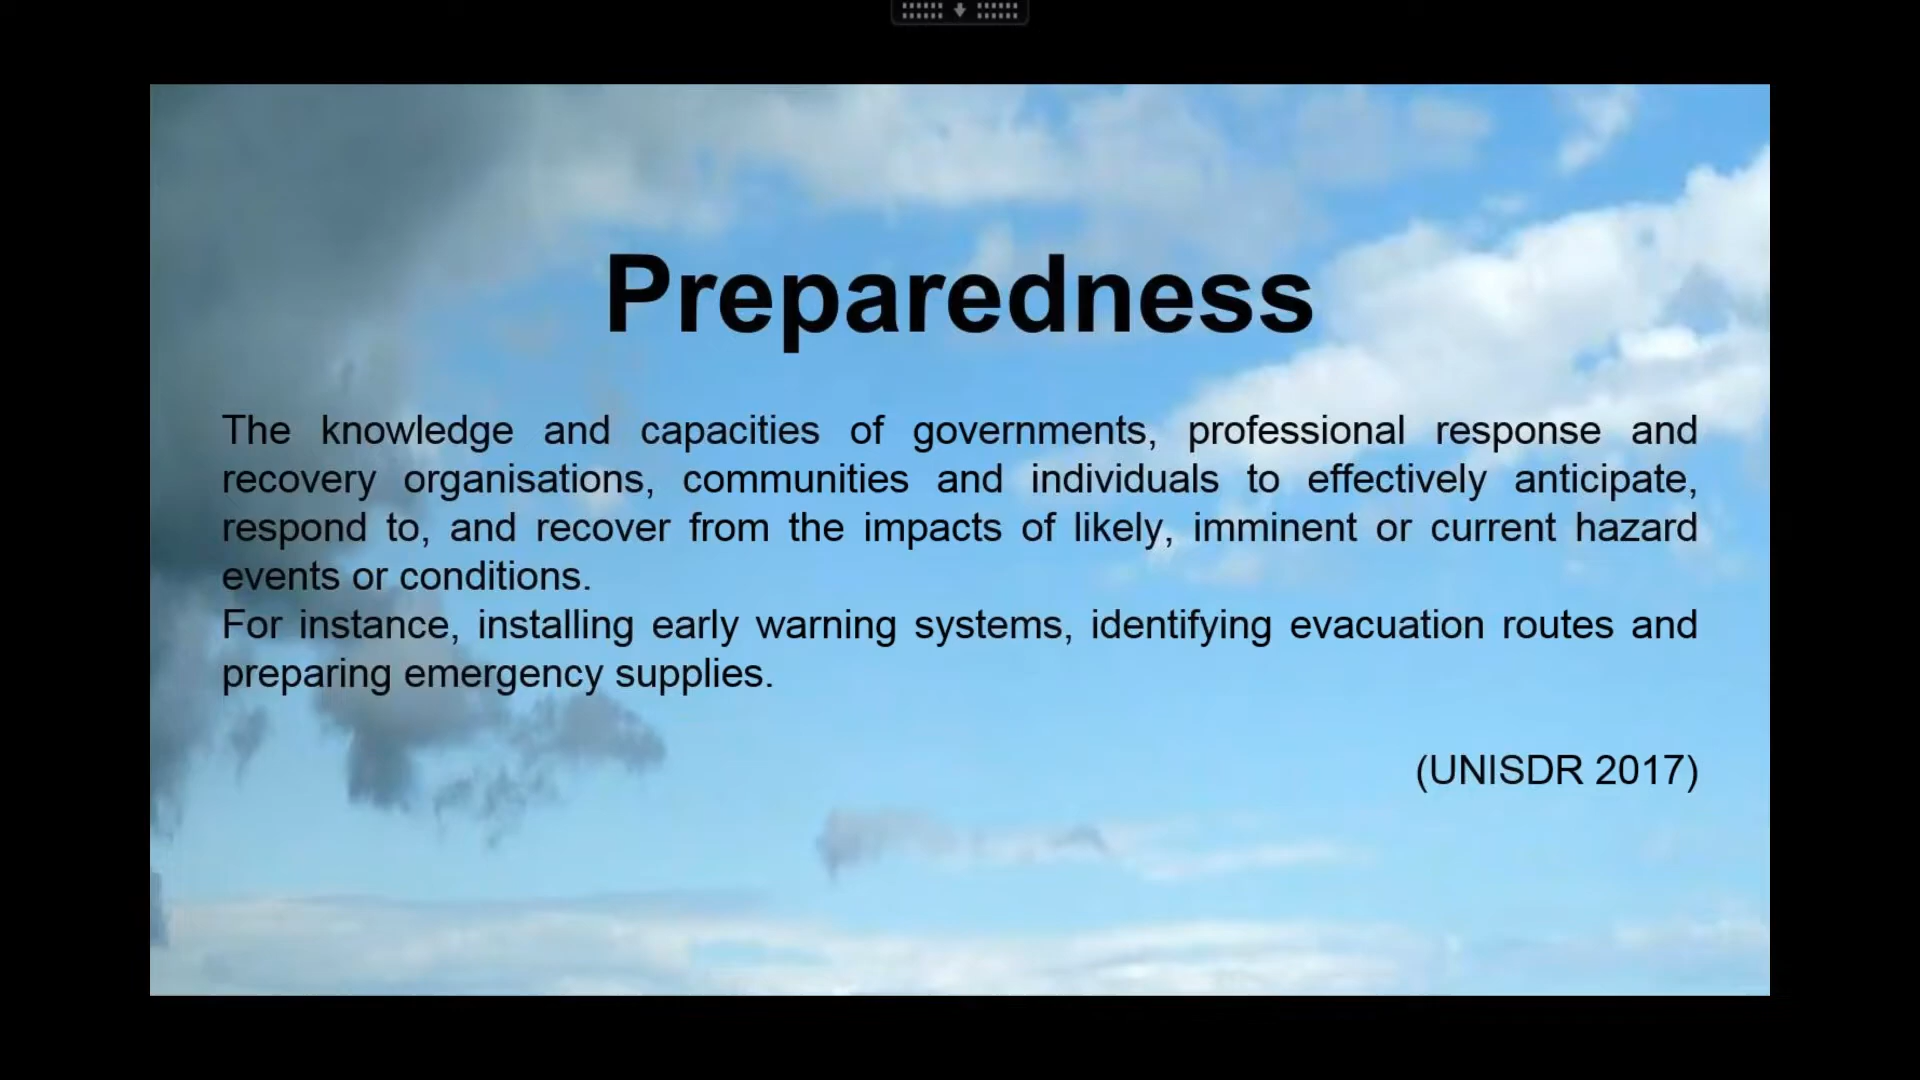 Preparedness
The knowledge and capacities of governments, professional response and
recovery organisations, communities and individuals to effectively anticipate,
respond to, and recover from the impacts of likely, imminent or current hazard
events or conditions.
For instance, installing early warning systems, identifying evacuation routes and
preparing emergency supplies.
(UNISDR 2017)